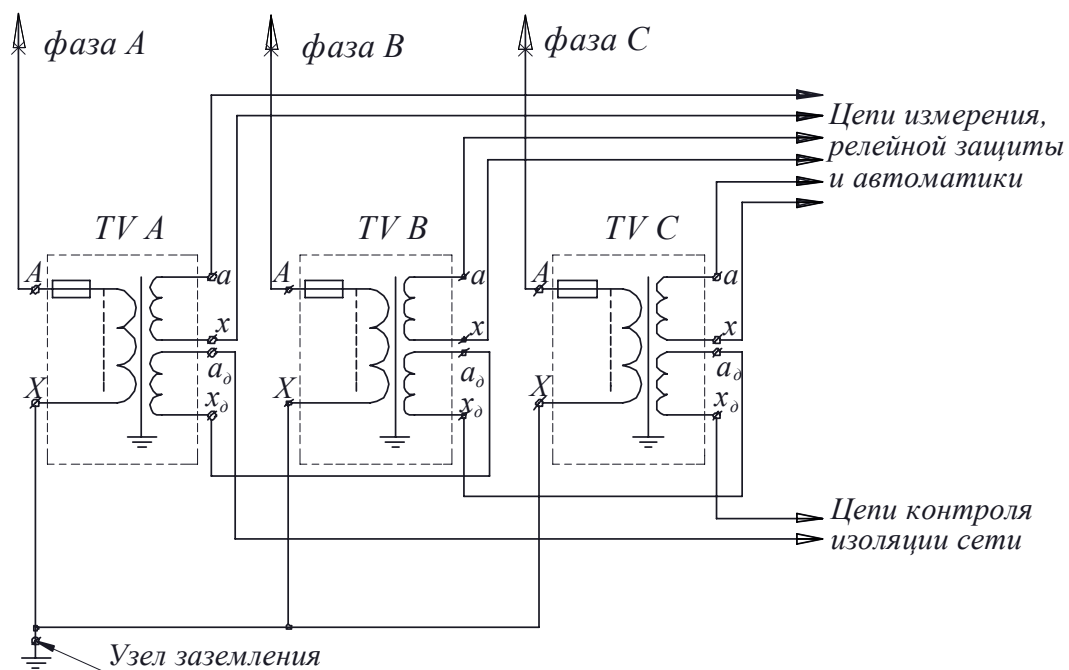 фаза A
фаза B
фаза C
Цепи измерения,
релейной защиты
и автоматики
TV A
TV B
TV C
A
a
x
aд
xд
X
A
a
x
aд
xд
X
A
a
x
aд
xд
X
Цепи контроля
изоляции сети
Узел заземления